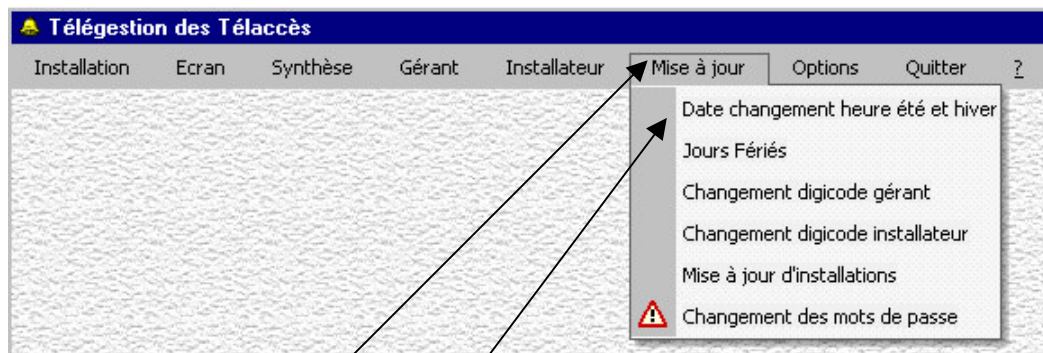 Télégestion des Télaccès
Installation Ecran Synthèse Gérant Installateur Mise à jour Options Quitter ?
Date changement heure été et hiver
Jours Fériés
Changement digicode gérant
Changement digicode installateur
Mise à jour d'installations
Changement des mots de passe